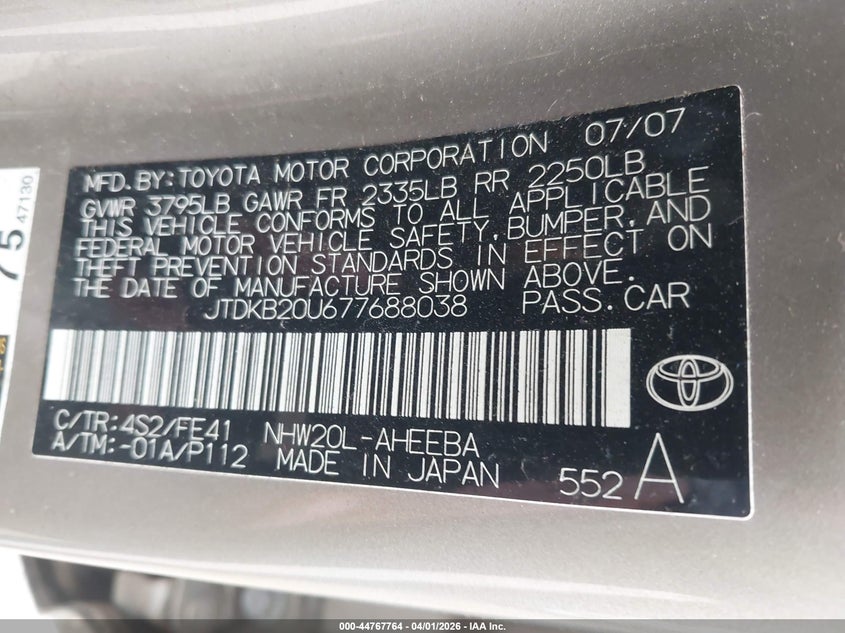 MFD. BY: TOYOTA MOTOR CORPORATION 07/07
GVWR 3795LB GAWR FR 2335LB RR 2250LB
THIS VEHICLE CONFORMS TO ALL APPLICABLE
FEDERAL MOTOR VEHICLE SAFETY, BUMPER, AND
THEFT PREVENTION STANDARDS IN EFFECT ON
THE DATE OF MANUFACTURE SHOWN ABOVE.
JTDKB20U677688038 PASS. CAR
C/TR: 4S2/FE41 NHW20L-AHEEBA
A/TM: -01A/P112 MADE IN JAPAN 552 A
75
47130
000-44767764 - 04/01/2026 - IAA Inc.